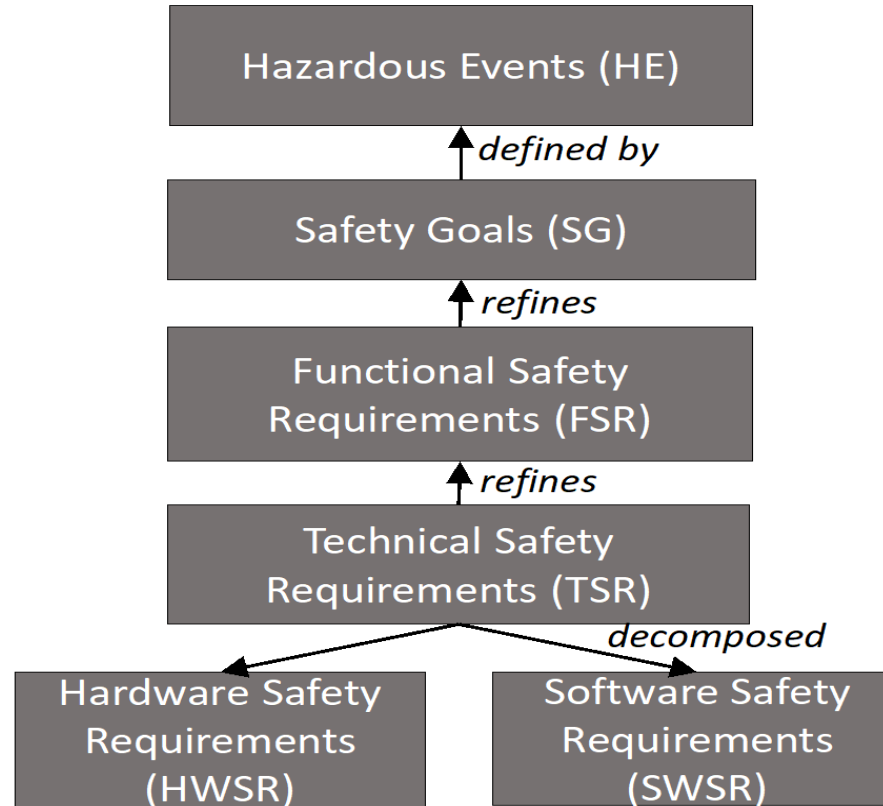 Hazardous Events (HE)
defined by
Safety Goals (SG)
refines
Functional Safety
Requirements (FSR)
refines
Technical Safety
Requirements (TSR)
decomposed
Hardware Safety
Requirements
(HWSR)
Software Safety
Requirements
(SWSR)